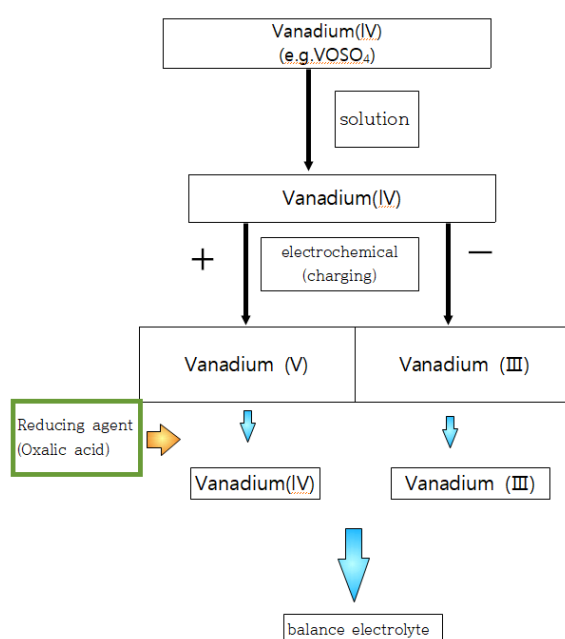 Vanadium(Ⅳ)
(e.g.VOSO₄)
solution
Vanadium(Ⅳ)
+
electrochemical
(charging)
−
Vanadium (V)
Vanadium (Ⅲ)
Reducing agent
(Oxalic acid)
Vanadium(Ⅳ)
Vanadium (Ⅲ)
balance electrolyte